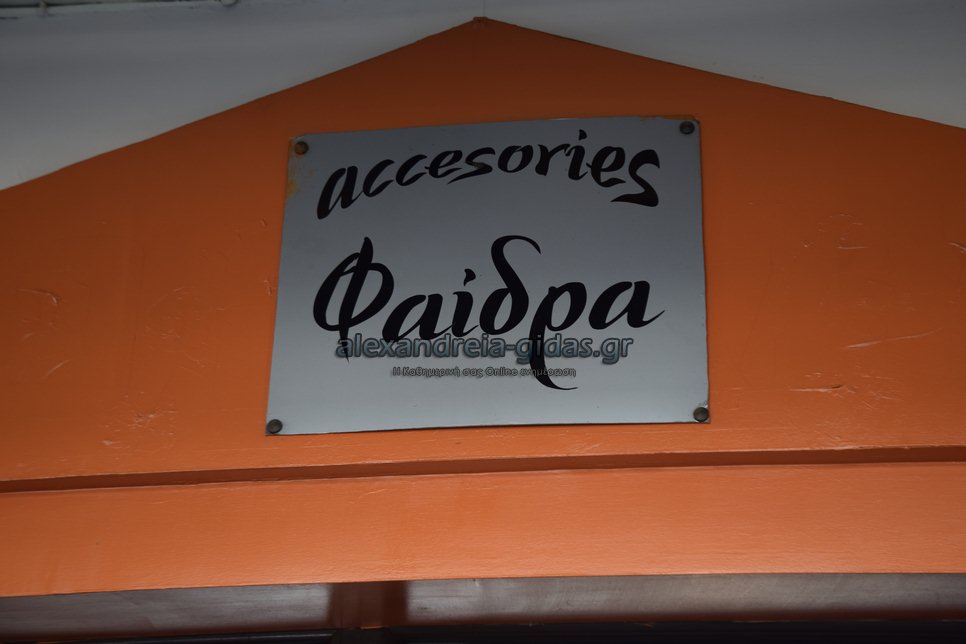 accesories
Φαίδρα
alexandreia-gidas.gr
Η Καθημερινή σας Online ενημέρωση